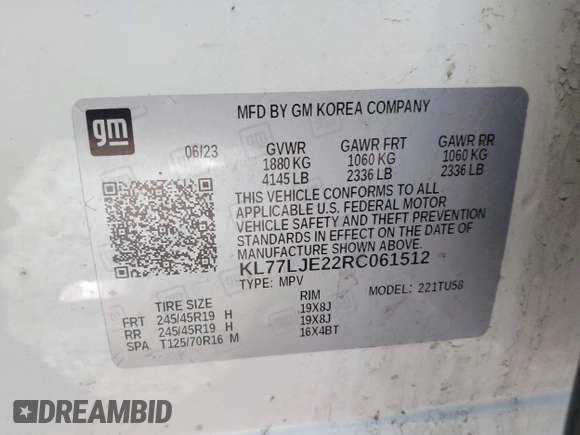 gm
MFD BY GM KOREA COMPANY
06/23 GVWR GAWR FRT GAWR RR
1880 KG 1060 KG 1060 KG
4145 LB 2336 LB 2336 LB
THIS VEHICLE CONFORMS TO ALL
APPLICABLE U.S. FEDERAL MOTOR
VEHICLE SAFETY AND THEFT PREVENTION
STANDARDS IN EFFECT ON THE DATE OF
MANUFACTURE SHOWN ABOVE.
KL77LJE22RC061512
TYPE: MPV MODEL: 221TU58
TIRE SIZE RIM
FRT 245/45R19 H 19X8J
RR 245/45R19 H 19X8J
SPA T125/70R16 M 16X4BT
DREAMBID